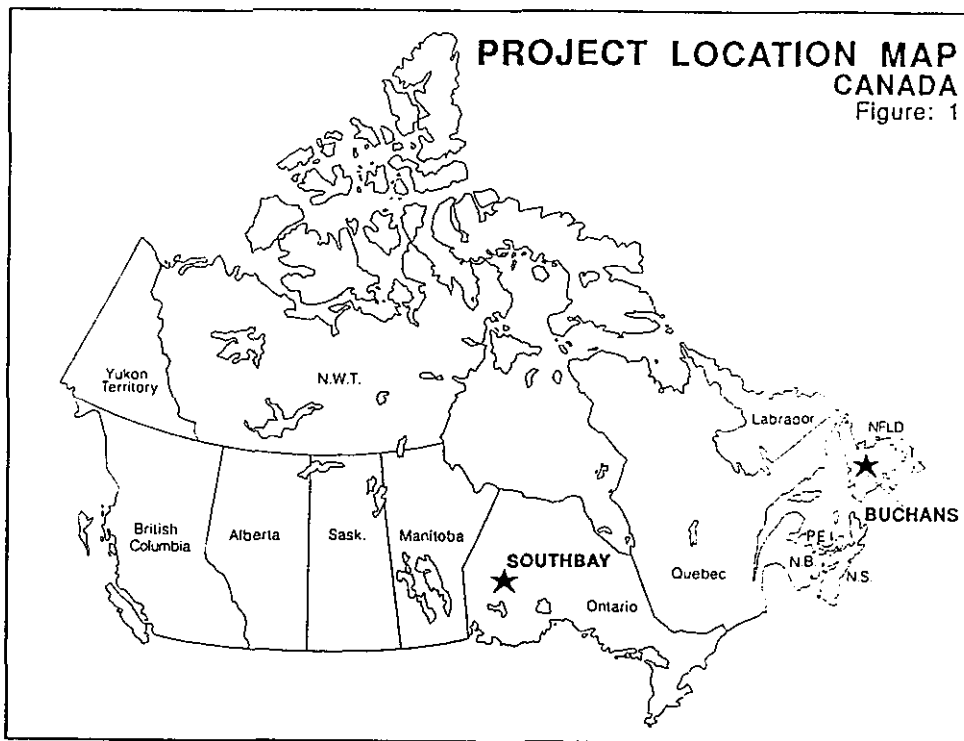 PROJECT LOCATION MAP
CANADA
Figure: 1
Yukon
Territory
N.W.T.
Labrador
NFLD
BUCHANS
British
Columbia
Alberta
Sask.
Manitoba
SOUTHBAY
Ontario
Quebec
P.E.I.
N.B.
N.S.